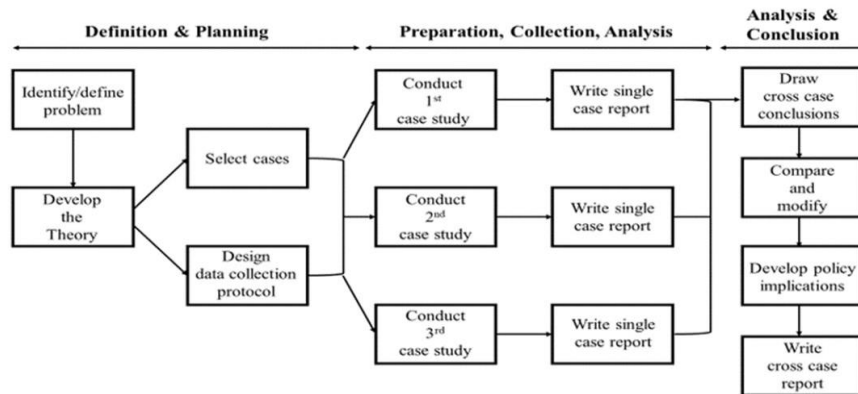 Definition & Planning
Preparation, Collection, Analysis
Analysis &
Conclusion
Identify/define
problem
Develop
the
Theory
Select cases
Design
data collection
protocol
Conduct
1st
case study
Write single
case report
Conduct
2nd
case study
Write single
case report
Conduct
3rd
case study
Write single
case report
Draw
cross case
conclusions
Compare
and
modify
Develop policy
implications
Write
cross case
report